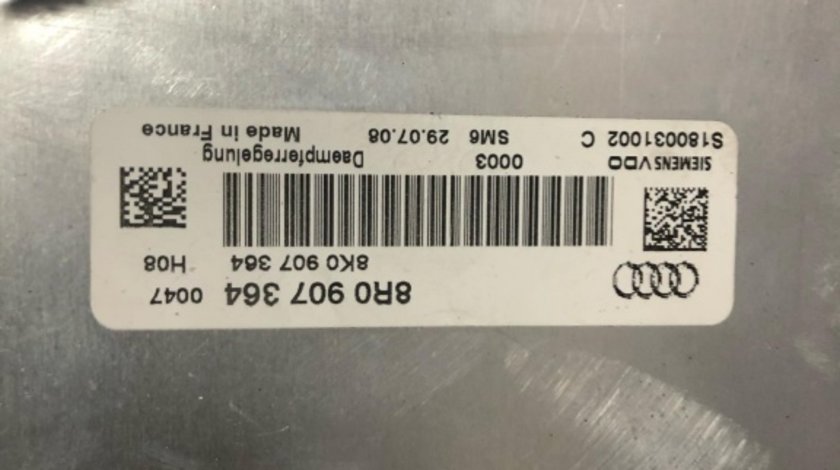 8R0 907 364 0047
8K0 907 364 H08
SIEMENS VDO 0003 Daempferregelung
S180031002 C SM6 29.07.08 Made in France